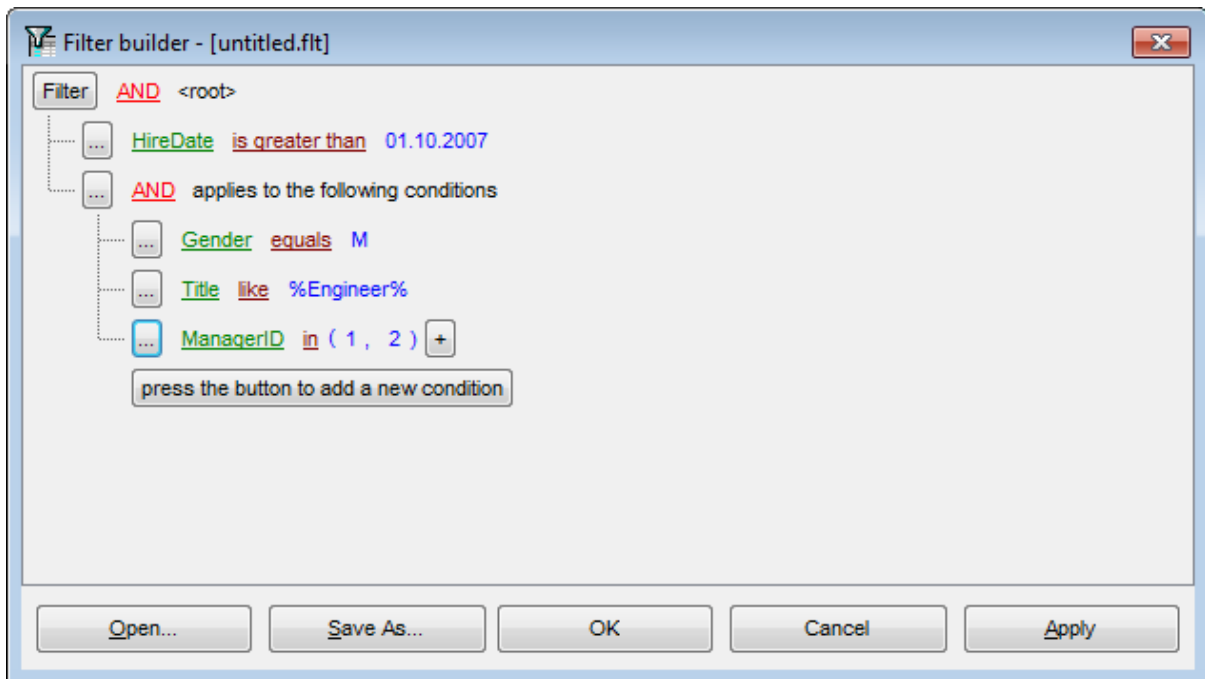 Filter builder - [untitled.flt]
Filter AND <root>
... HireDate is greater than 01.10.2007
... AND applies to the following conditions
... Gender equals M
... Title like %Engineer%
... ManagerID in ( 1 , 2 ) +
press the button to add a new condition
Open... Save As... OK Cancel Apply